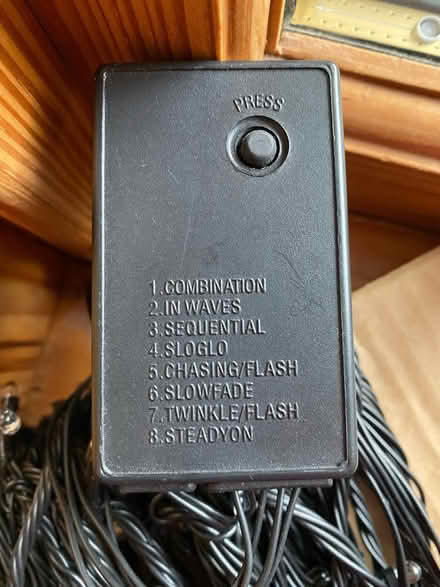 PRESS
1.COMBINATION
2.IN WAVES
3.SEQUENTIAL
4.SLOGLO
5.CHASING/FLASH
6.SLOWFADE
7.TWINKLE/FLASH
8.STEADYON